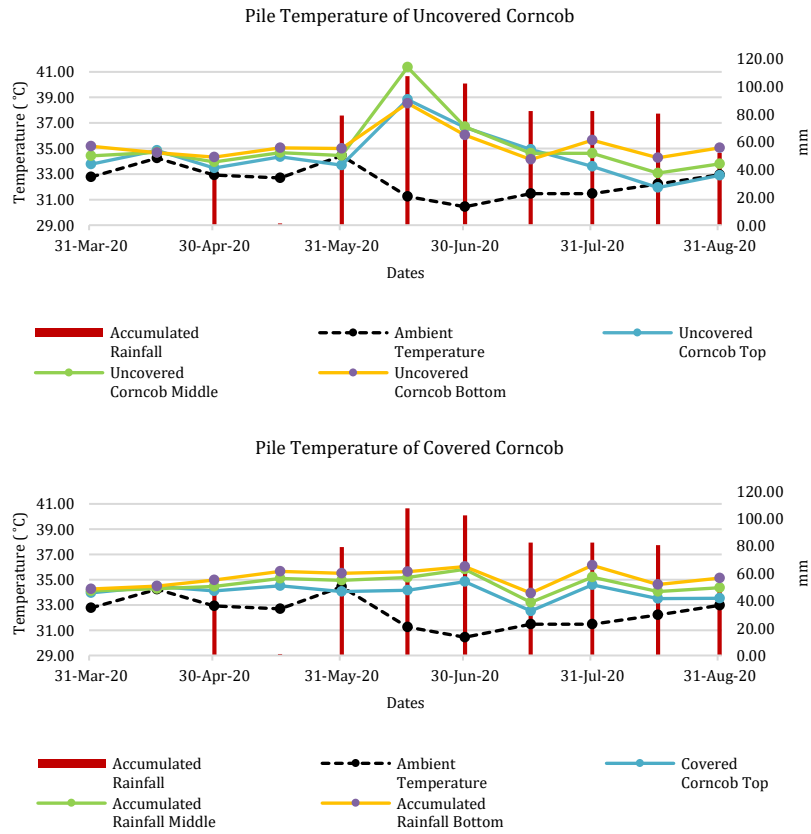 Pile Temperature of Uncovered Corncob
Temperature ( °C)
41.00
39.00
37.00
35.00
33.00
31.00
29.00
120.00
100.00
80.00
60.00
40.00
20.00
0.00
mm
31-Mar-20 30-Apr-20 31-May-20 30-Jun-20 31-Jul-20 31-Aug-20
Dates
Accumulated
Rainfall
Ambient
Temperature
Uncovered
Corncob Top
Uncovered
Corncob Middle
Uncovered
Corncob Bottom
Pile Temperature of Covered Corncob
Temperature ( °C)
41.00
39.00
37.00
35.00
33.00
31.00
29.00
120.00
100.00
80.00
60.00
40.00
20.00
0.00
mm
31-Mar-20 30-Apr-20 31-May-20 30-Jun-20 31-Jul-20 31-Aug-20
Dates
Accumulated
Rainfall
Ambient
Temperature
Covered
Corncob Top
Accumulated
Rainfall Middle
Accumulated
Rainfall Bottom